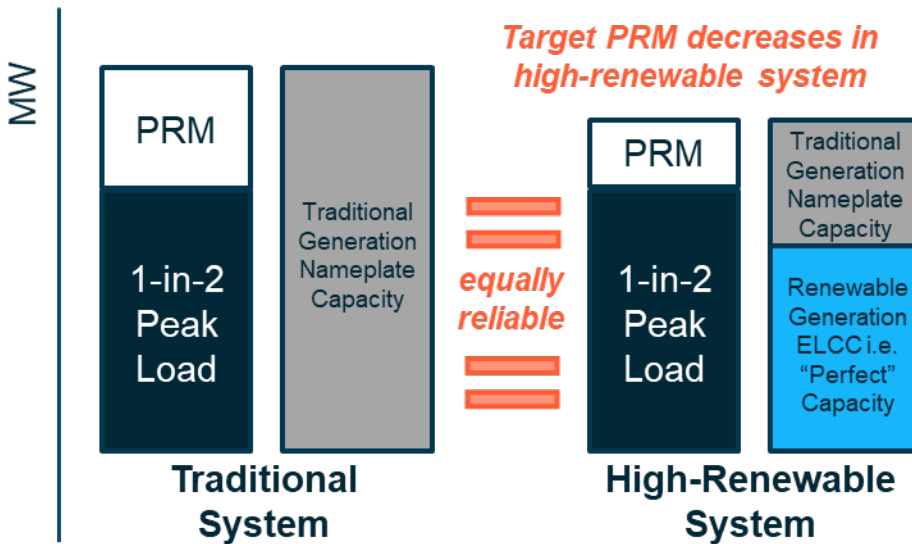 MW
Target PRM decreases in
high-renewable system
PRM
1-in-2
Peak
Load
Traditional
Generation
Nameplate
Capacity
equally
reliable
PRM
1-in-2
Peak
Load
Traditional
Generation
Nameplate
Capacity
Renewable
Generation
ELCC i.e.
“Perfect”
Capacity
Traditional
System
High-Renewable
System